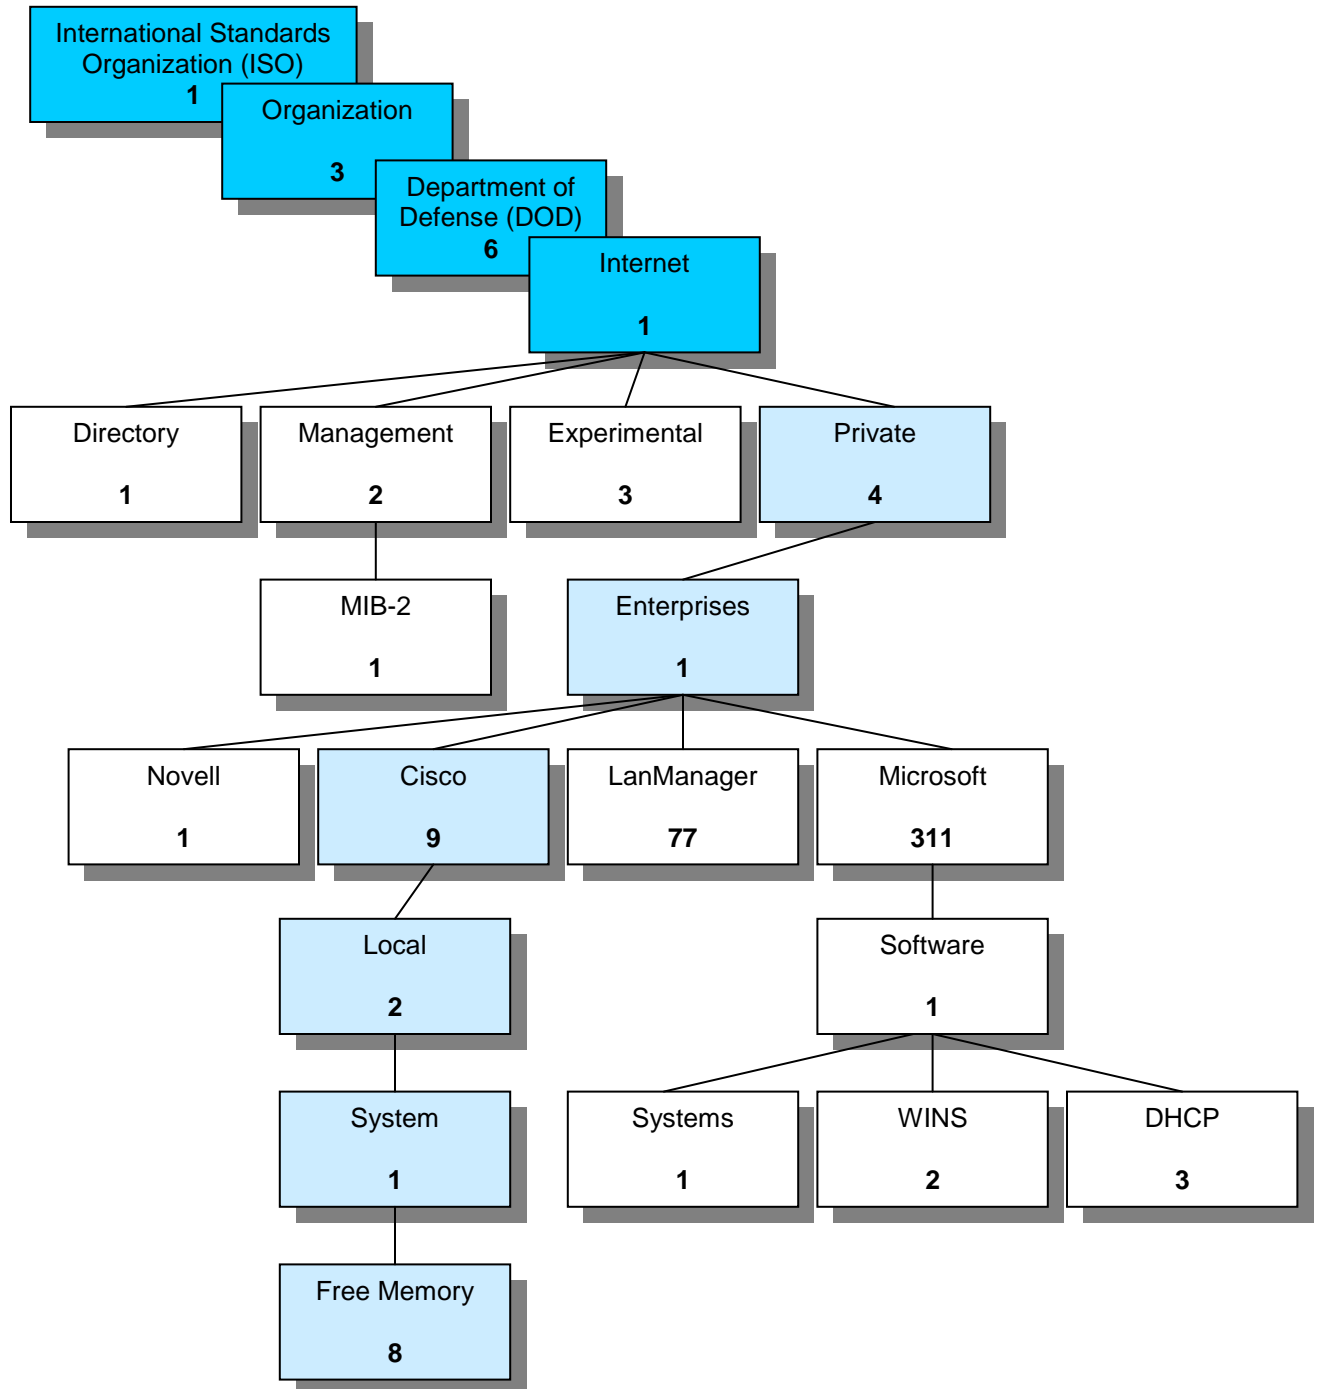 International Standards
Organization (ISO)
1
Organization
3
Department of
Defense (DOD)
6
Internet
1
Directory
1
Management
2
Experimental
3
Private
4
MIB-2
1
Enterprises
1
Novell
1
Cisco
9
LanManager
77
Microsoft
311
Local
2
Software
1
System
1
Systems
1
WINS
2
DHCP
3
Free Memory
8